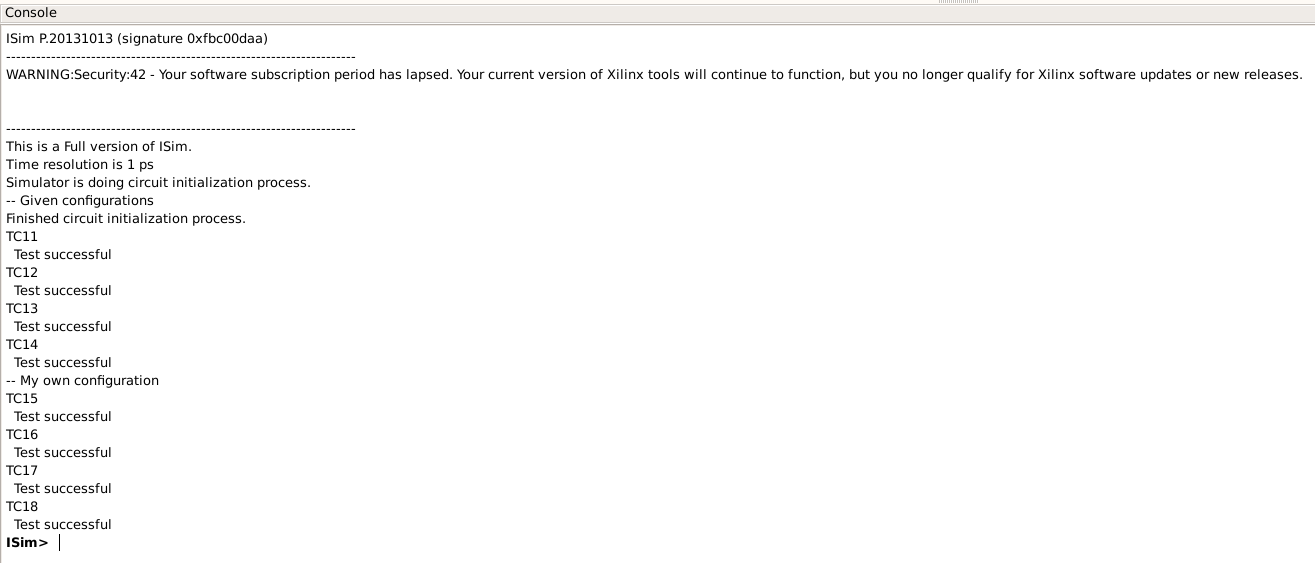 Console
ISim P.20131013 (signature 0xfbc00daa)
----------------------------------------------------------------------
WARNING:Security:42 - Your software subscription period has lapsed. Your current version of Xilinx tools will continue to function, but you no longer qualify for Xilinx software updates or new releases.
----------------------------------------------------------------------
This is a Full version of ISim.
Time resolution is 1 ps
Simulator is doing circuit initialization process.
-- Given configurations
Finished circuit initialization process.
TC11
Test successful
TC12
Test successful
TC13
Test successful
TC14
Test successful
-- My own configuration
TC15
Test successful
TC16
Test successful
TC17
Test successful
TC18
Test successful
ISim>